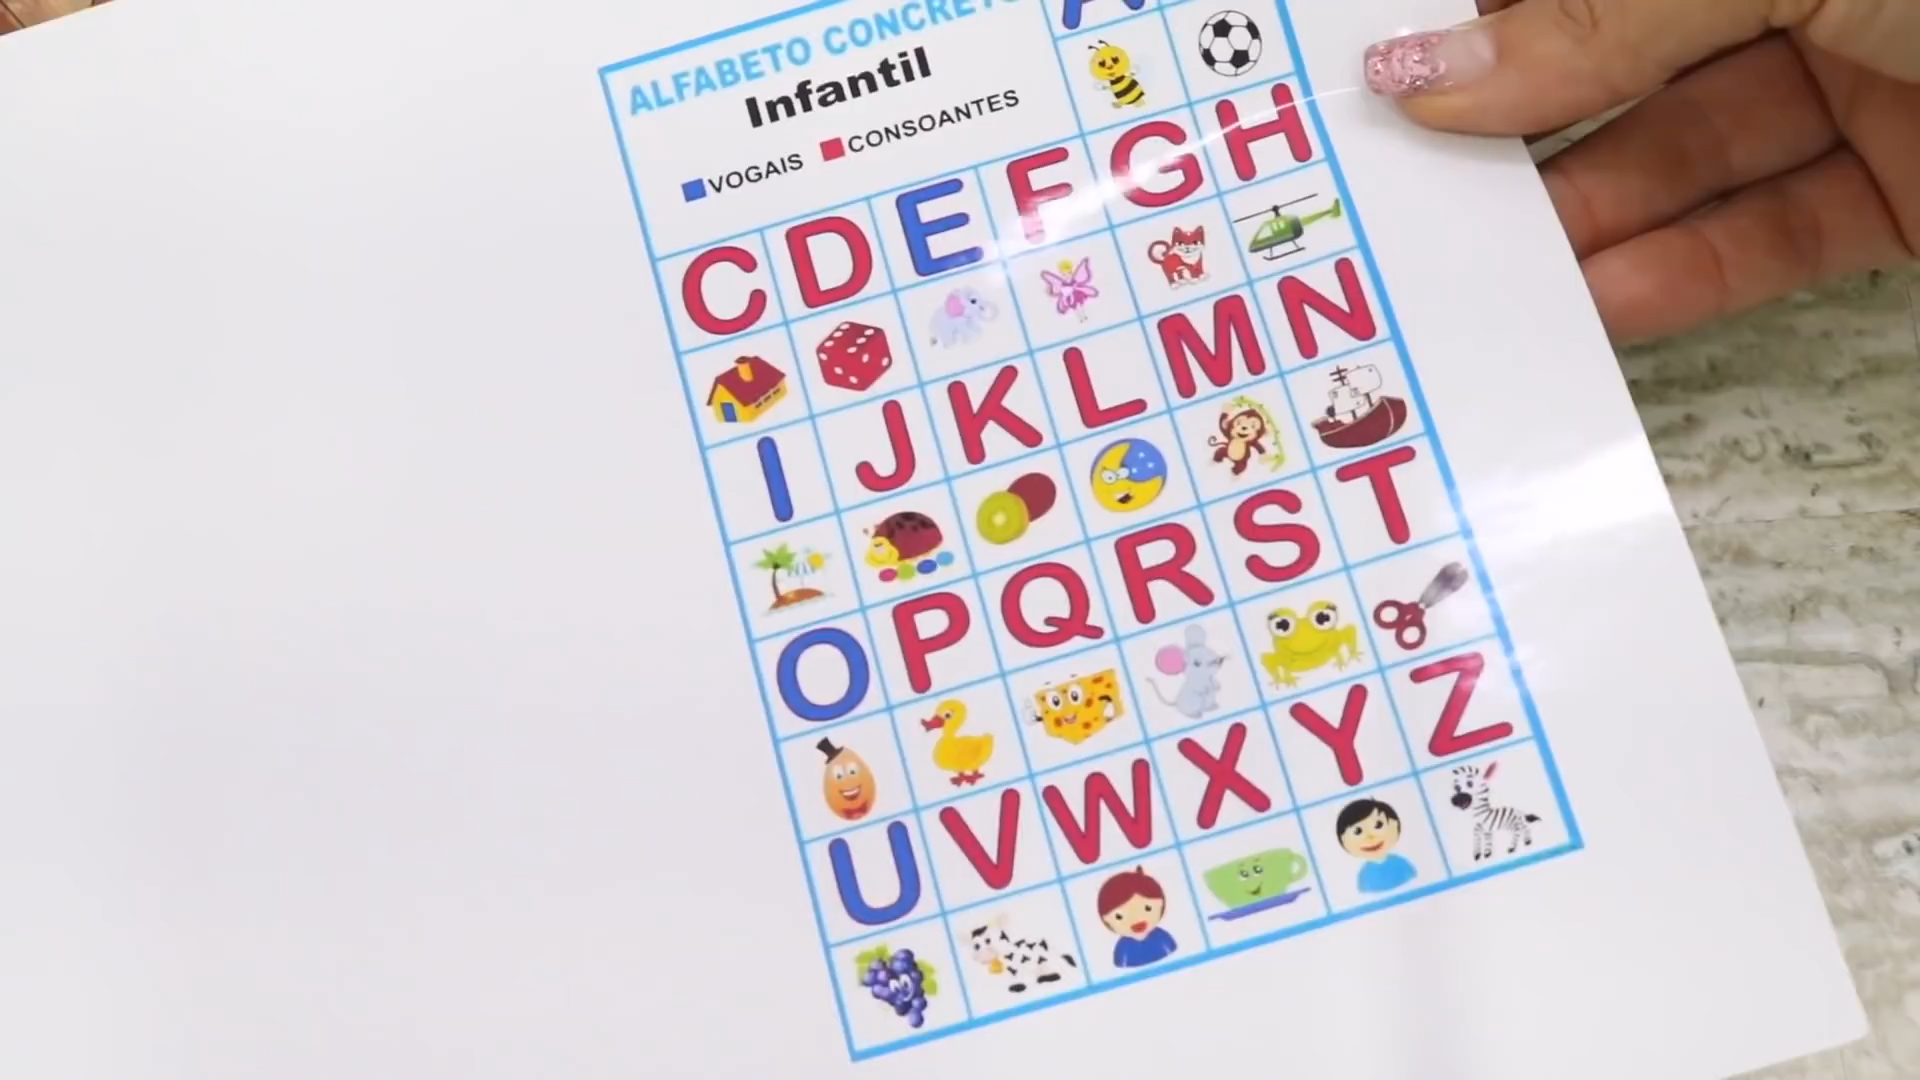 ALFABETO CONCRETO
Infantil
VOGAIS CONSOANTES
A
C D E F G H
I J K L M N
O P Q R S T
U V W X Y Z